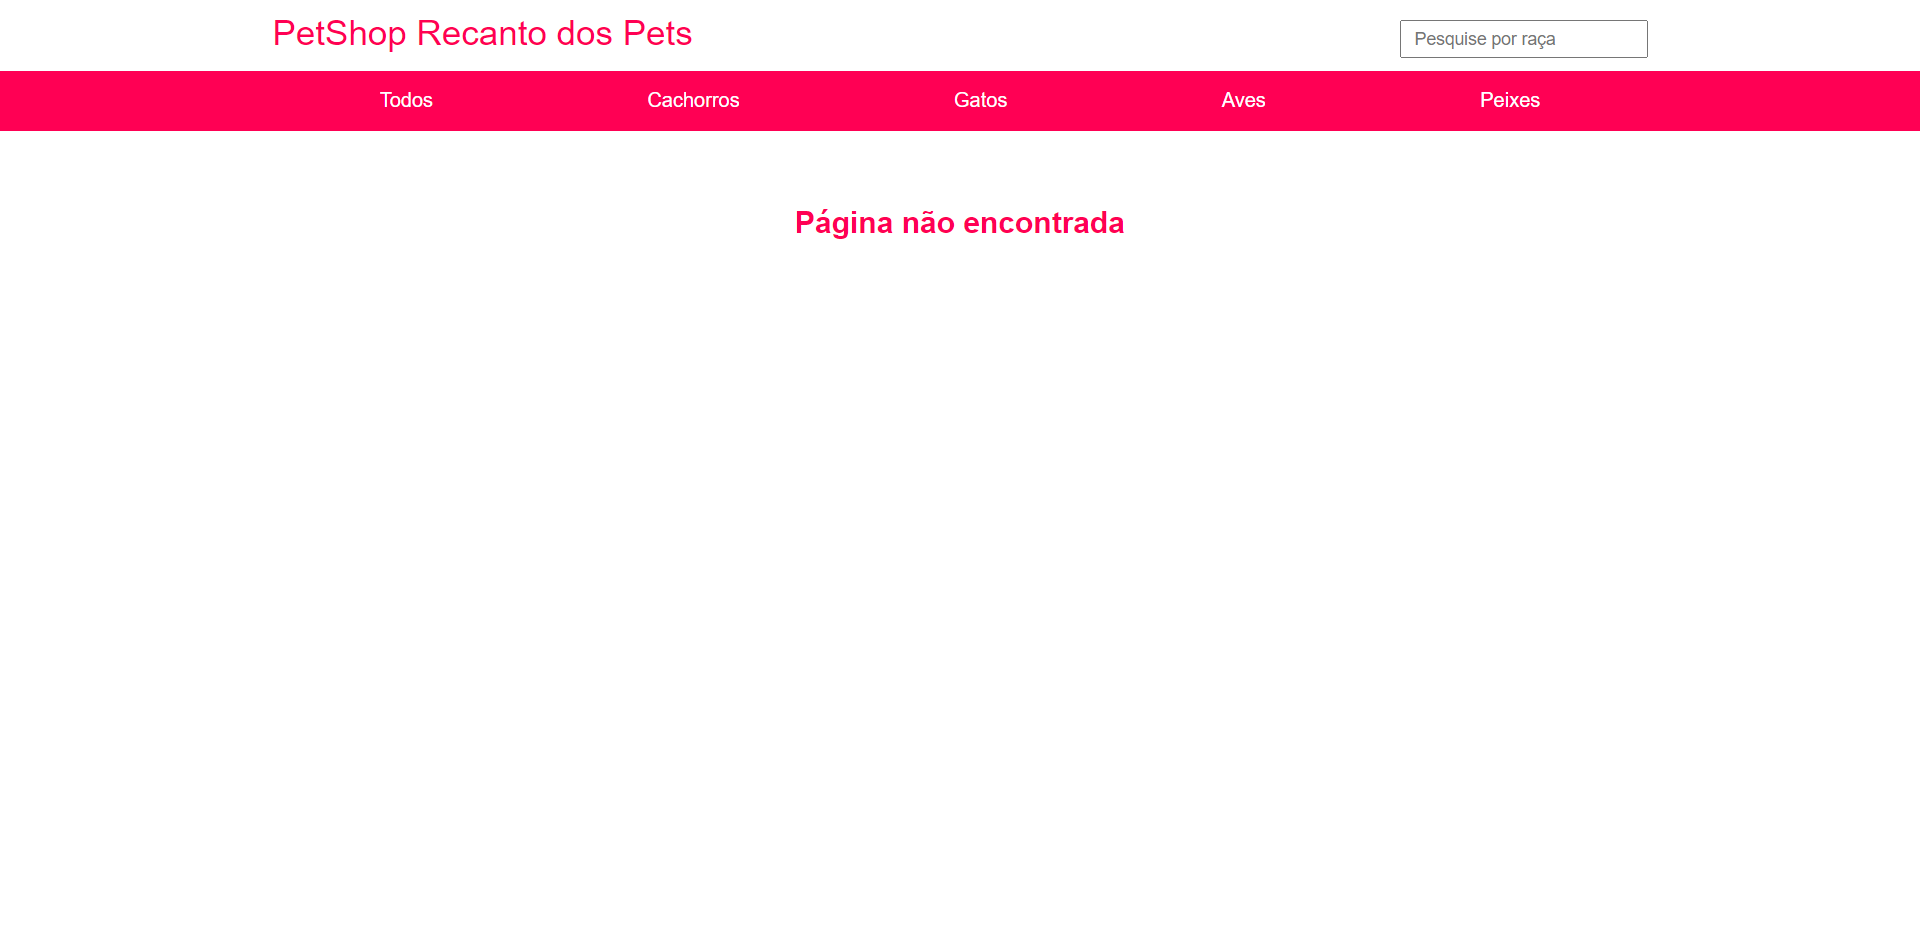 PetShop Recanto dos Pets
Pesquise por raça
Todos Cachorros Gatos Aves Peixes
Página não encontrada